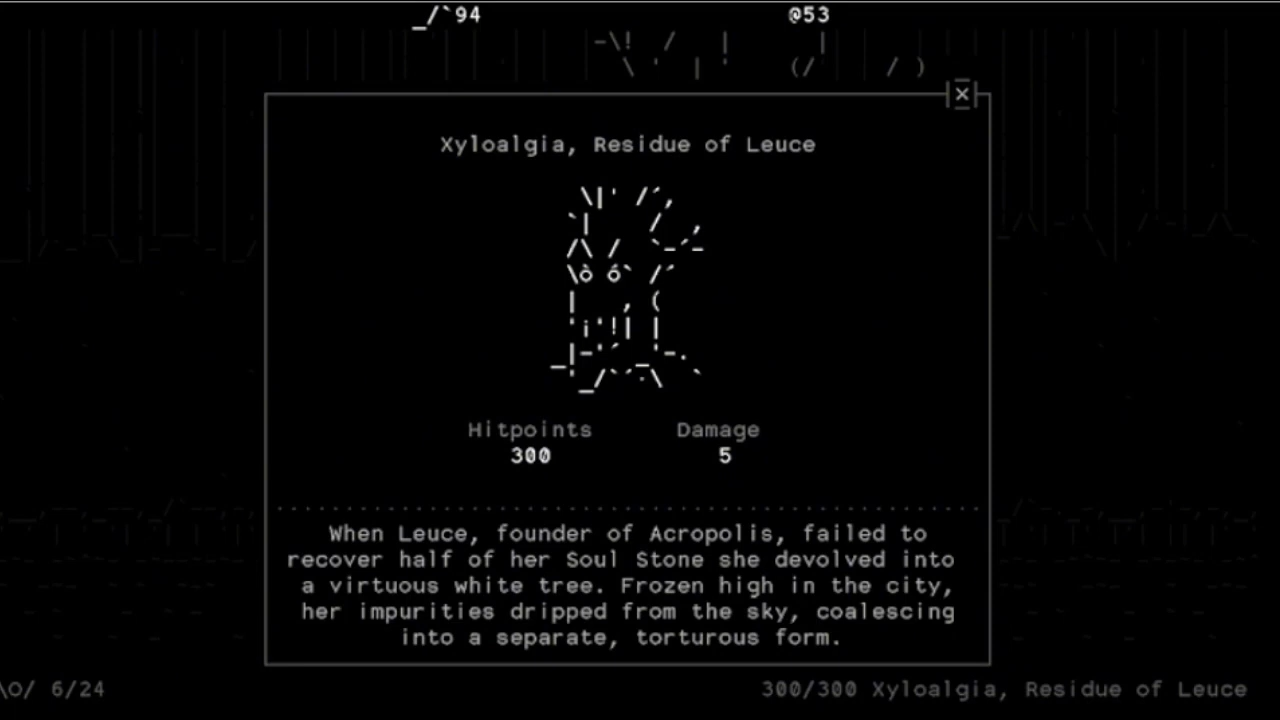 _/`94
@53
X
Xyloalgia, Residue of Leuce
Hitpoints
Damage
300
5
When Leuce, founder of Acropolis, failed to
recover half of her Soul Stone she devolved into
a virtuous white tree. Frozen high in the city,
her impurities dripped from the sky, coalescing
into a separate, torturous form.
\O/ 6/24
300/300 Xyloalgia, Residue of Leuce